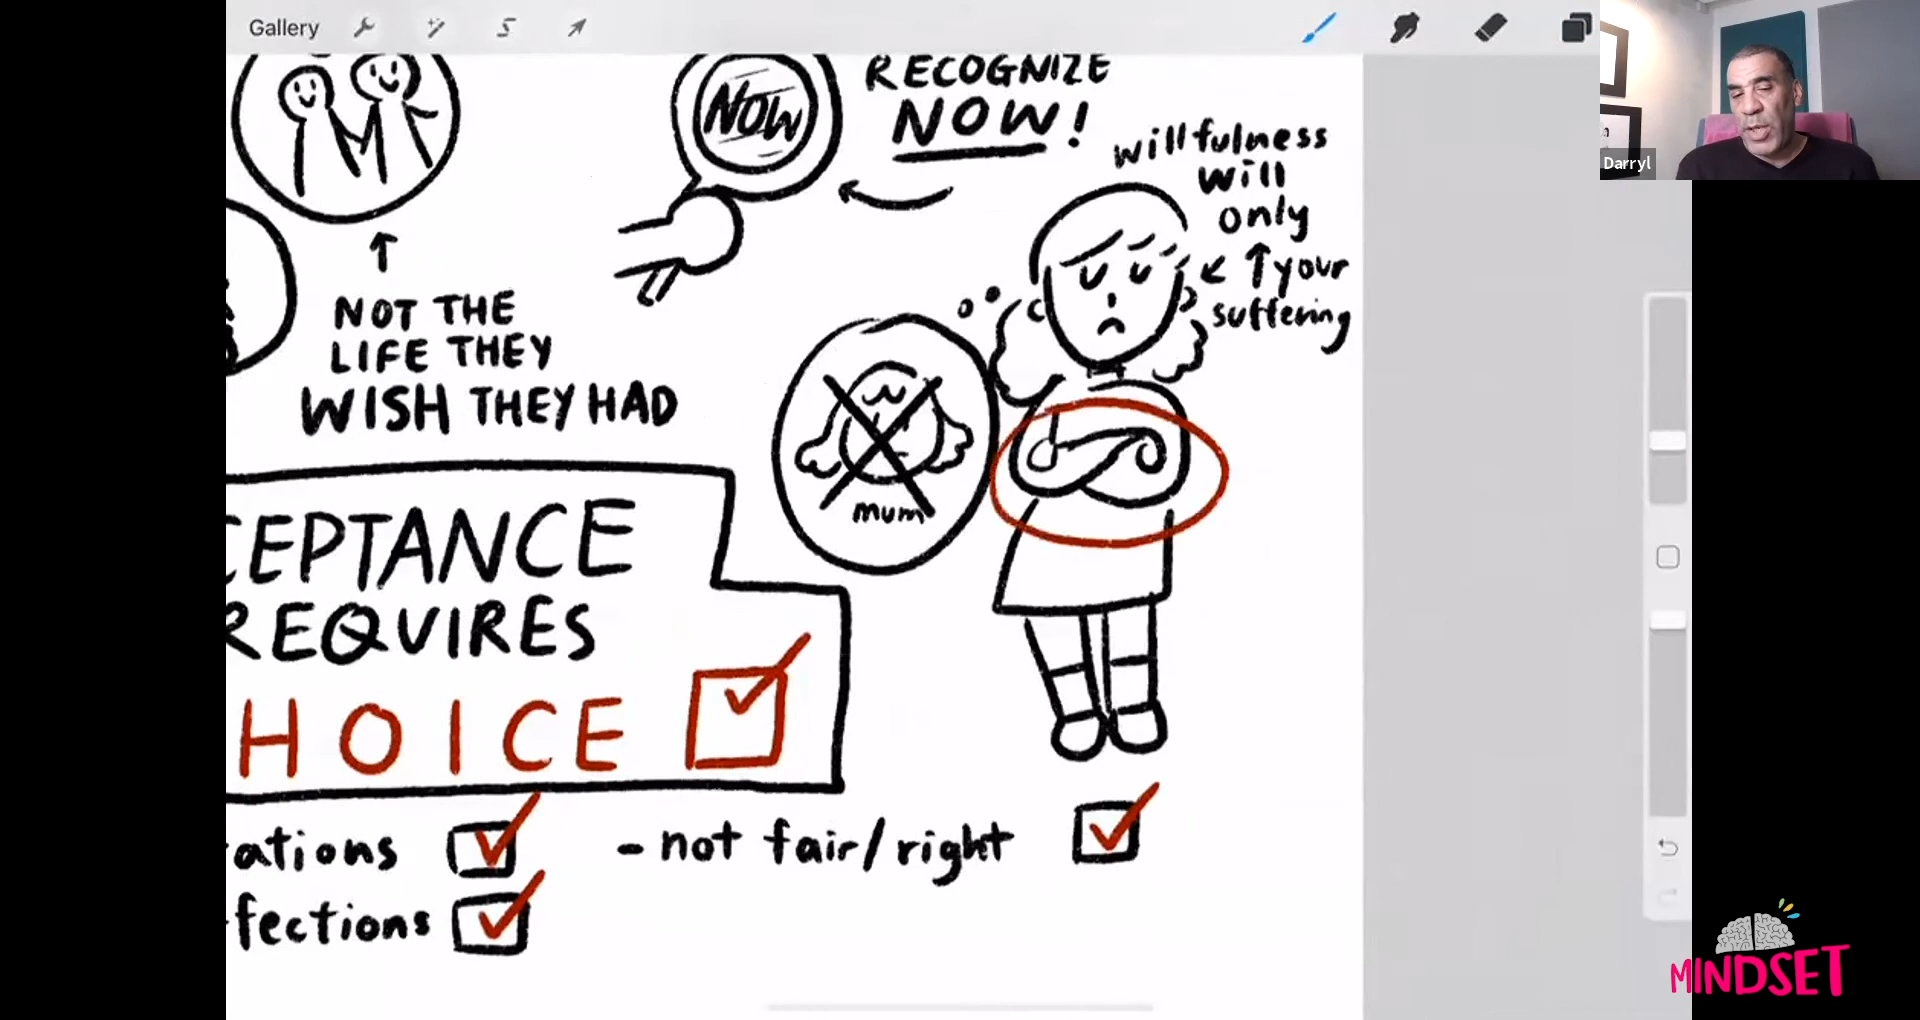 Gallery
Darryl
NOW
RECOGNIZE
NOW!
willfulness
will
only
↑ your
suffering
NOT THE
LIFE THEY
WISH THEY HAD
mum
CEPTANCE
REQUIRES
HOICE
ations
- not fair/right
fections
MINDSET